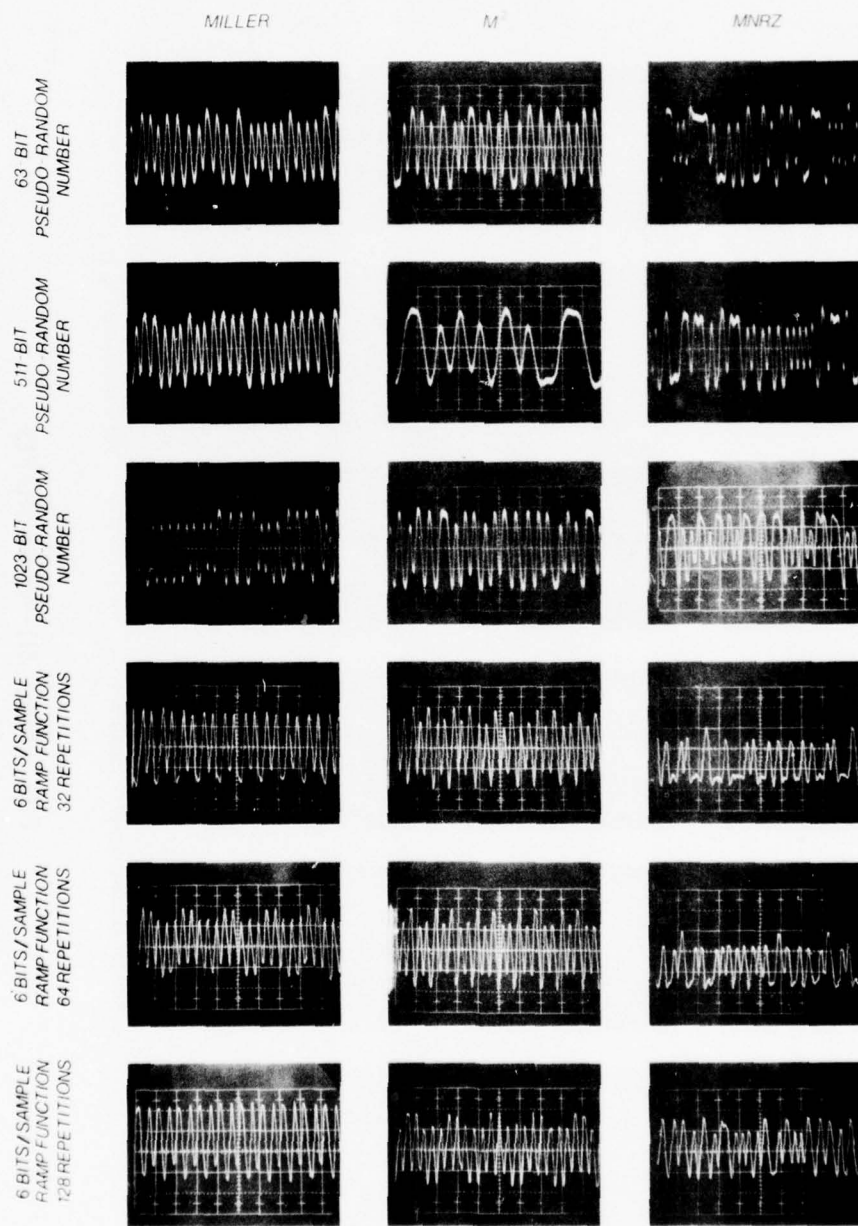 MILLER
M²
MNRZ
63 BIT
PSEUDO RANDOM
NUMBER
511 BIT
PSEUDO RANDOM
NUMBER
1023 BIT
PSEUDO RANDOM
NUMBER
6 BITS/SAMPLE
RAMP FUNCTION
32 REPETITIONS
6 BITS/SAMPLE
RAMP FUNCTION
64 REPETITIONS
6 BITS/SAMPLE
RAMP FUNCTION
128 REPETITIONS